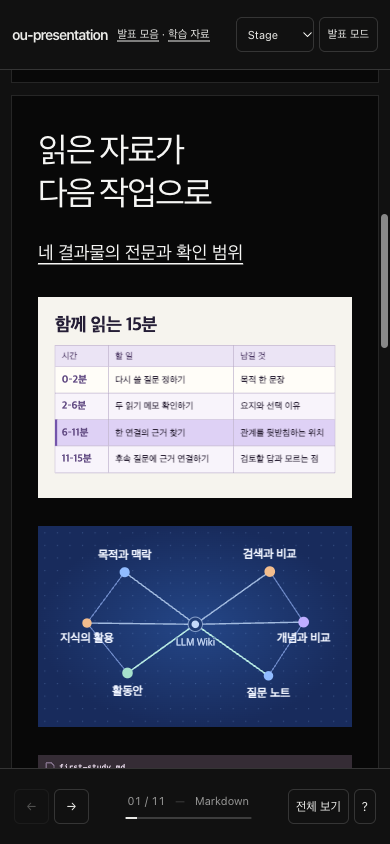 ou-presentation 발표 모음 · 학습 자료 Stage 발표 모드
읽은 자료가
다음 작업으로
네 결과물의 전문과 확인 범위
함께 읽는 15분
시간 할 일 남길 것
0-2분 다시 쓸 질문 정하기 목적 한 문장
2-6분 두 읽기 메모 확인하기 요지와 선택 이유
6-11분 한 연결의 근거 찾기 관계를 뒷받침하는 위치
11-15분 후속 질문에 근거 연결하기 검토할 답과 모르는 점
목적과 맥락 검색과 비교
지식의 활용 개념과 비교
LLM Wiki
활동안 질문 노트
first-study.md
← → 01 / 11 — Markdown 전체 보기 ?